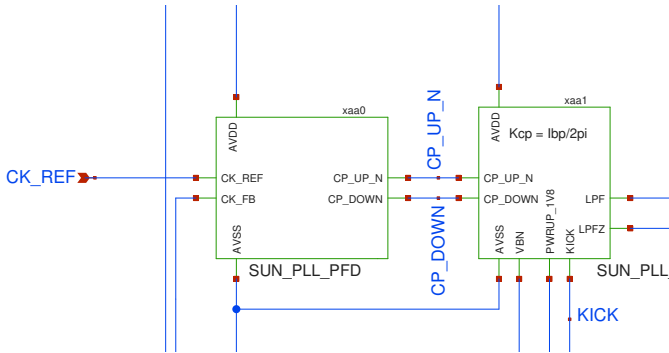 xaa0
xaa1
AVDD
CP_UP_N
AVDD
Kcp = Ibp/2pi
CK_REF
CK_REF
CP_UP_N
CP_UP_N
CK_FB
CP_DOWN
CP_DOWN
LPF
LPFZ
AVSS
CP_DOWN
AVSS
VBN
PWRUP_1V8
KICK
SUN_PLL_PFD
SUN_PLL_
KICK